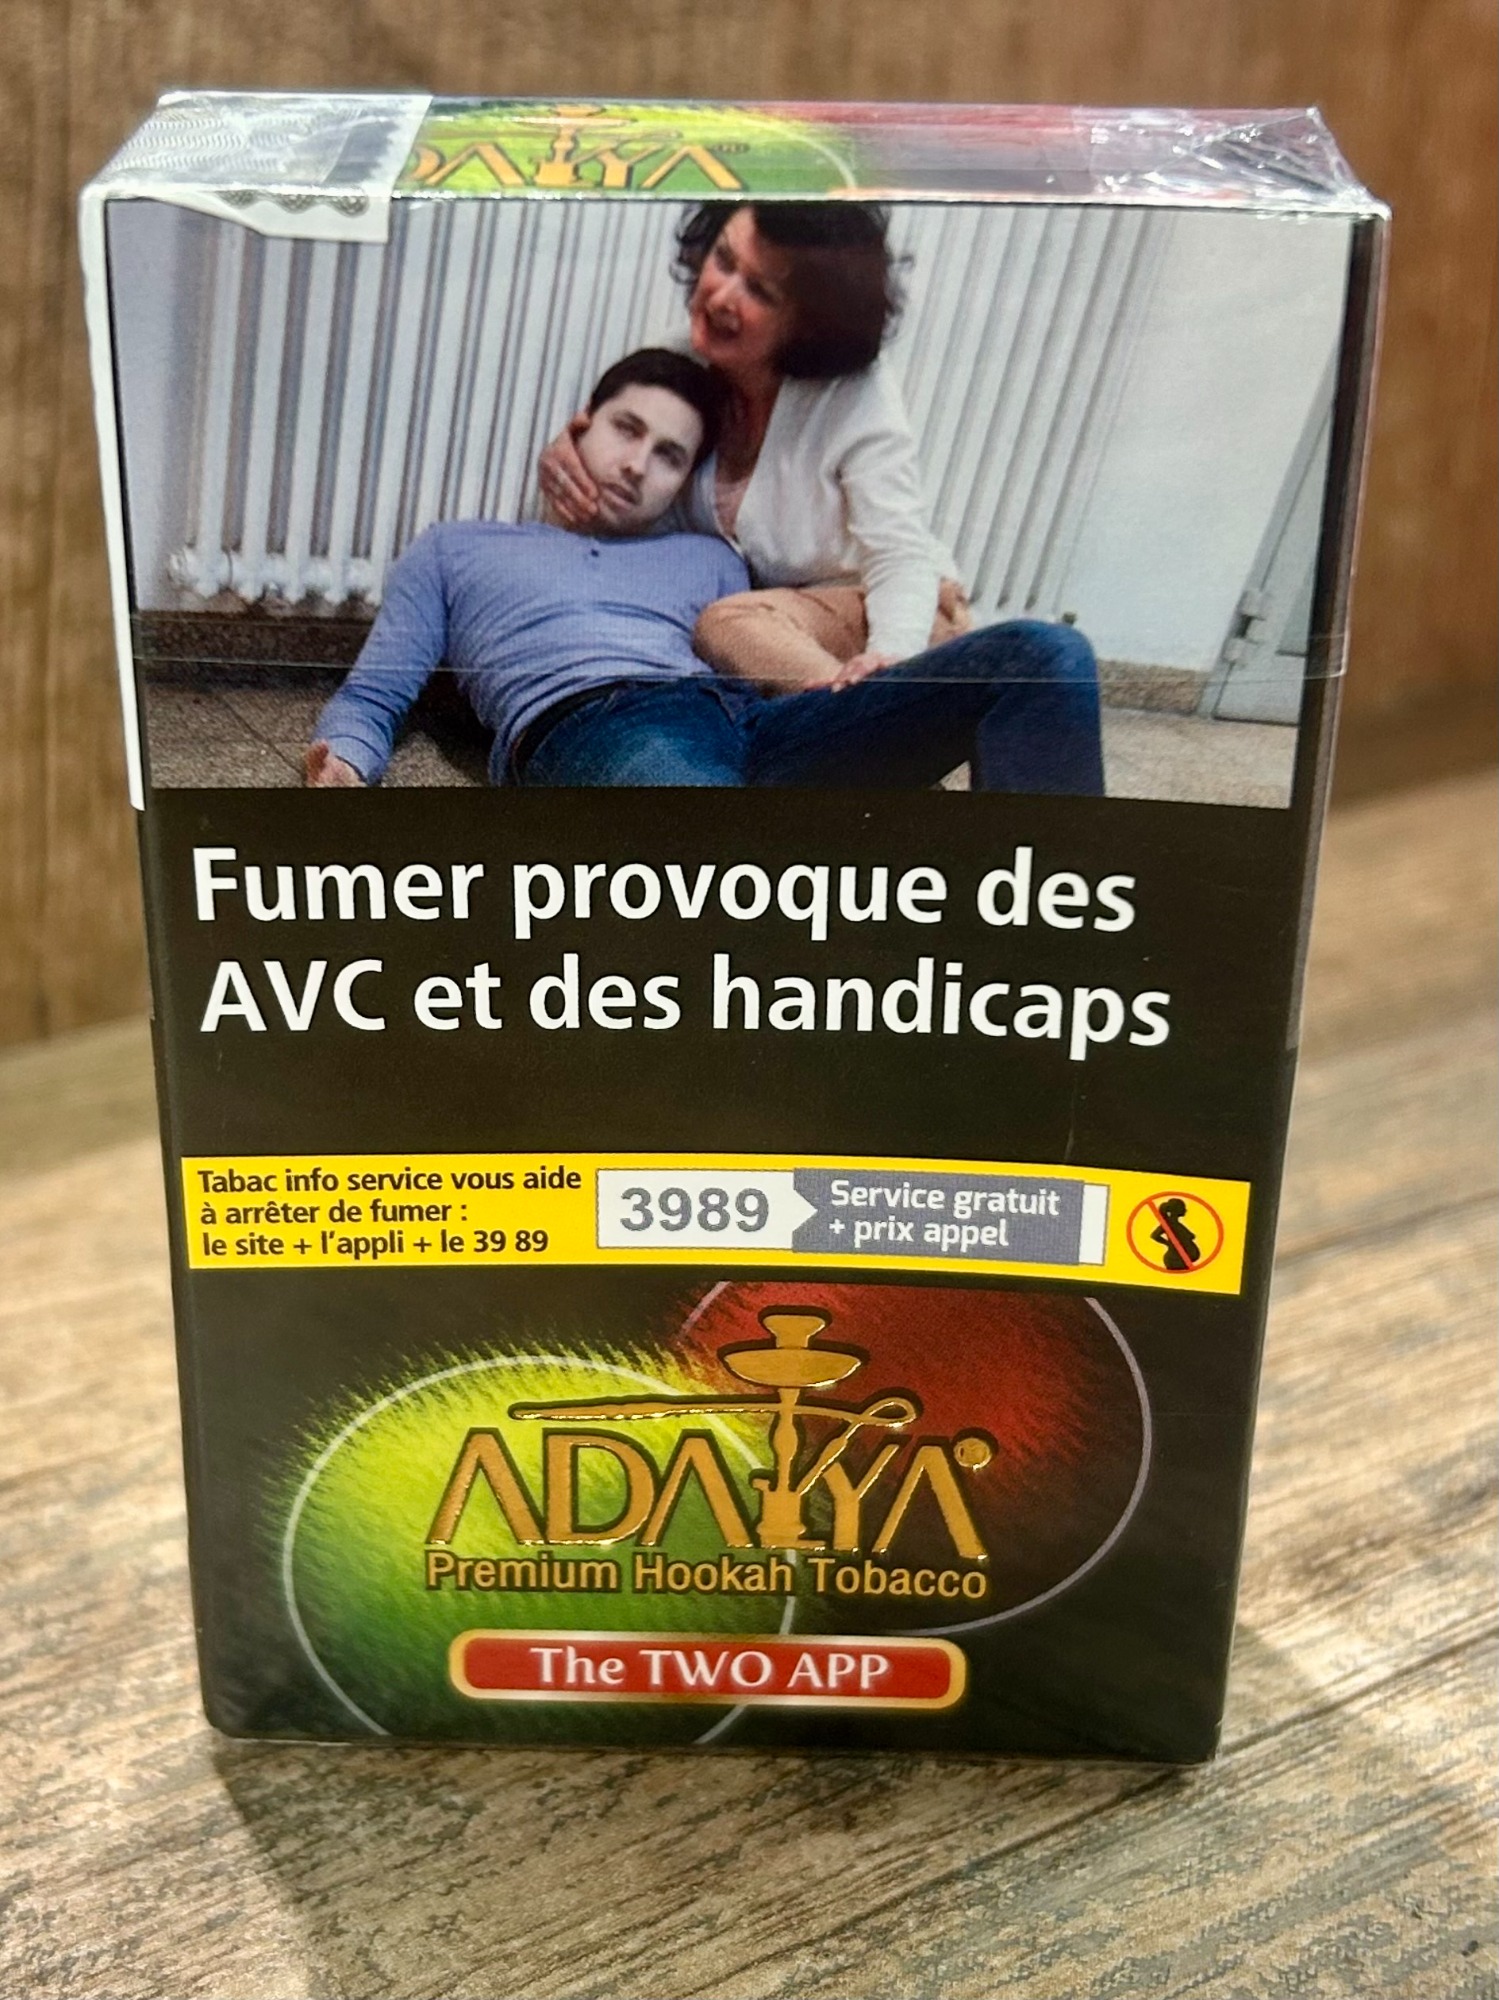 ADALYA
Fumer provoque des
AVC et des handicaps
Tabac info service vous aide
à arrêter de fumer :
le site + l'appli + le 39 89
3989
Service gratuit
+ prix appel
ADALYA
Premium Hookah Tobacco
The TWO APP